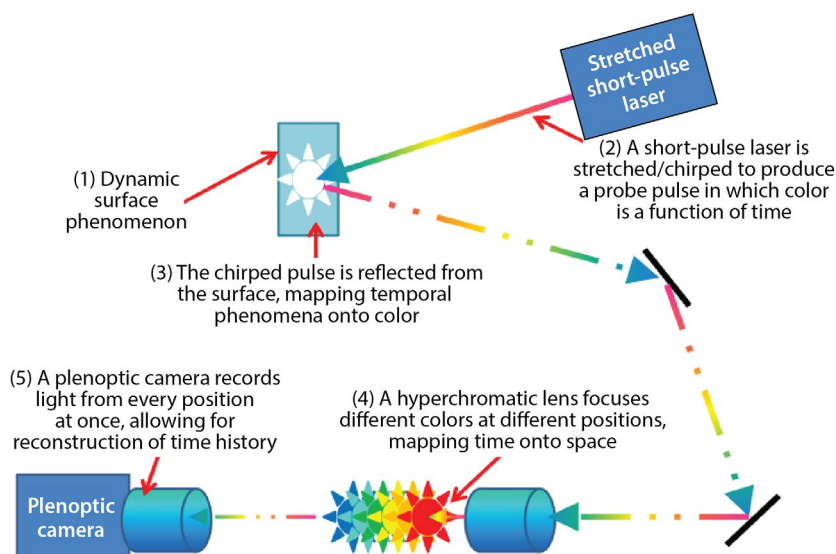 Stretched
short-pulse
laser
(1) Dynamic
surface
phenomenon
(2) A short-pulse laser is
stretched/chirped to produce
a probe pulse in which color
is a function of time
(3) The chirped pulse is reflected from
the surface, mapping temporal
phenomena onto color
(5) A plenoptic camera records
light from every position
at once, allowing for
reconstruction of time history
(4) A hyperchromatic lens focuses
different colors at different positions,
mapping time onto space
Plenoptic
camera